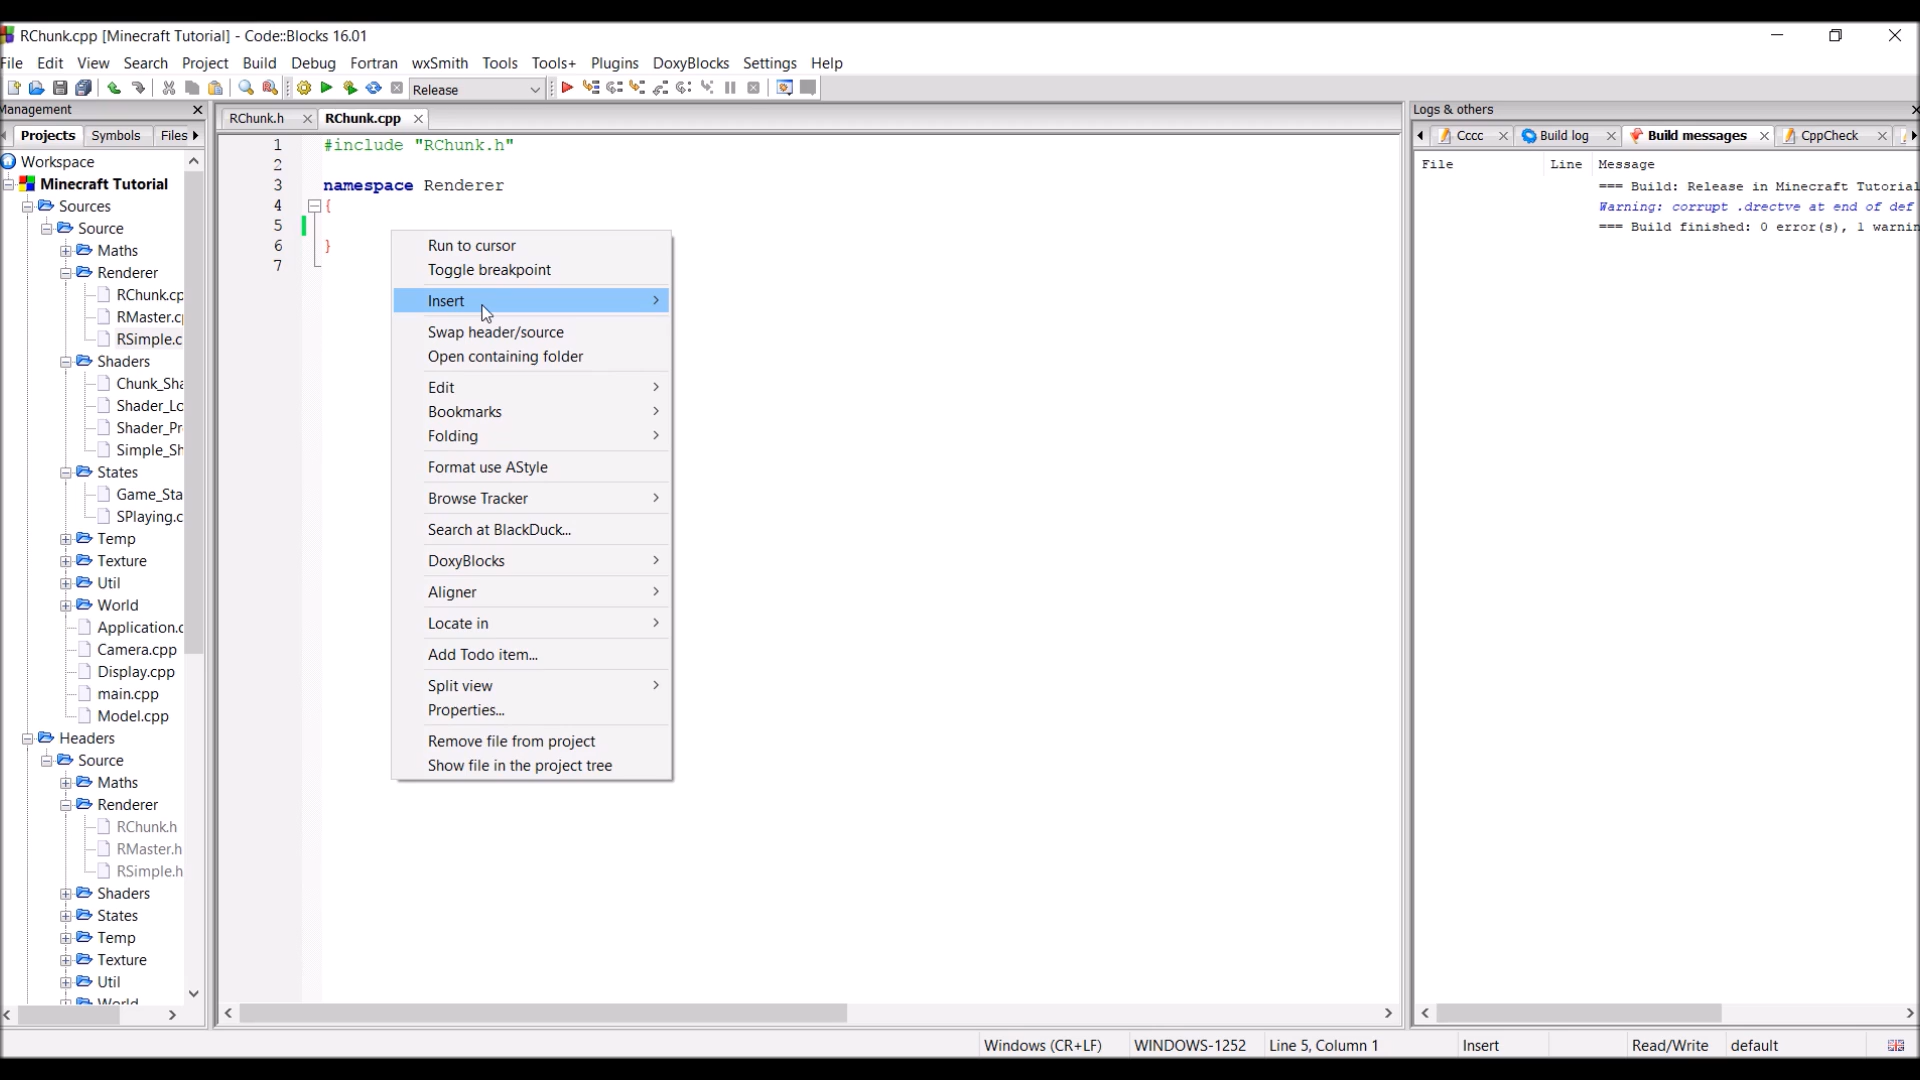 RChunk.cpp [Minecraft Tutorial] - Code::Blocks 16.01
File Edit View Search Project Build Debug Fortran wxSmith Tools Tools+ Plugins DoxyBlocks Settings Help
Release
Management
Projects Symbols Files
Workspace
Minecraft Tutorial
Sources
Source
Maths
Renderer
RChunk.cp
RMaster.c
RSimple.c
Shaders
Chunk_Sha
Shader_Lo
Shader_Pr
Simple_Sh
States
Game_Sta
SPlaying.c
Temp
Texture
Util
World
Application.c
Camera.cpp
Display.cpp
main.cpp
Model.cpp
Headers
Source
Maths
Renderer
RChunk.h
RMaster.h
RSimple.h
Shaders
States
Temp
Texture
Util
World
RChunk.h RChunk.cpp
1 #include "RChunk.h"
2
3 namespace Renderer
4 {
5
6 }
7
Run to cursor
Toggle breakpoint
Insert
Swap header/source
Open containing folder
Edit
Bookmarks
Folding
Format use AStyle
Browse Tracker
Search at BlackDuck...
DoxyBlocks
Aligner
Locate in
Add Todo item...
Split view
Properties...
Remove file from project
Show file in the project tree
Logs & others
Cccc Build log Build messages CppCheck
File Line Message
=== Build: Release in Minecraft Tutorial
Warning: corrupt .drectve at end of def
=== Build finished: 0 error(s), 1 warnin
Windows (CR+LF) WINDOWS-1252 Line 5, Column 1 Insert Read/Write default